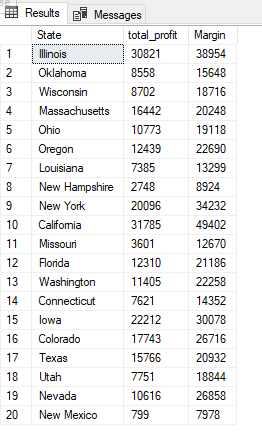 Results Messages
State total_profit Margin
1 Illinois 30821 38954
2 Oklahoma 8558 15648
3 Wisconsin 8702 18716
4 Massachusetts 16442 20248
5 Ohio 10773 19118
6 Oregon 12439 22690
7 Louisiana 7385 13299
8 New Hampshire 2748 8924
9 New York 20096 34232
10 California 31785 49402
11 Missouri 3601 12670
12 Florida 12310 21186
13 Washington 11405 22258
14 Connecticut 7621 14352
15 Iowa 22212 30078
16 Colorado 17743 26716
17 Texas 15766 20932
18 Utah 7751 18844
19 Nevada 10616 26858
20 New Mexico 799 7978